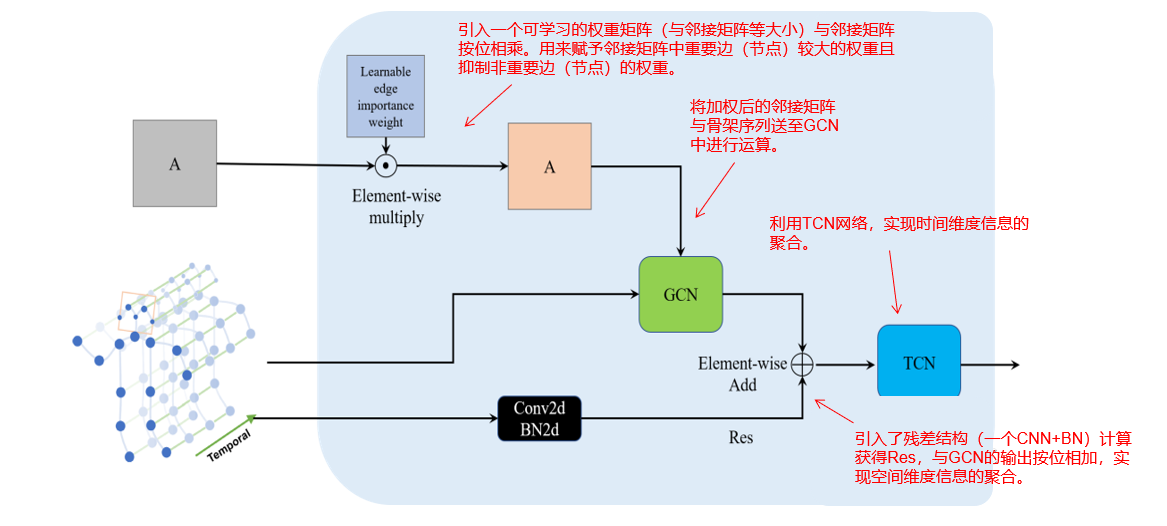 引入一个可学习的权重矩阵（与邻接矩阵等大小）与邻接矩阵
按位相乘。用来赋予邻接矩阵中重要边（节点）较大的权重且
抑制非重要边（节点）的权重。
Learnable
edge
importance
weight
将加权后的邻接矩阵
与骨架序列送至GCN
中进行运算。
A
A
Element-wise
multiply
利用TCN网络，实现时间维度信息的
聚合。
GCN
Element-wise
Add
TCN
Conv2d
BN2d
Res
Temporal
引入了残差结构（一个CNN+BN）计算
获得Res，与GCN的输出按位相加，实
现空间维度信息的聚合。